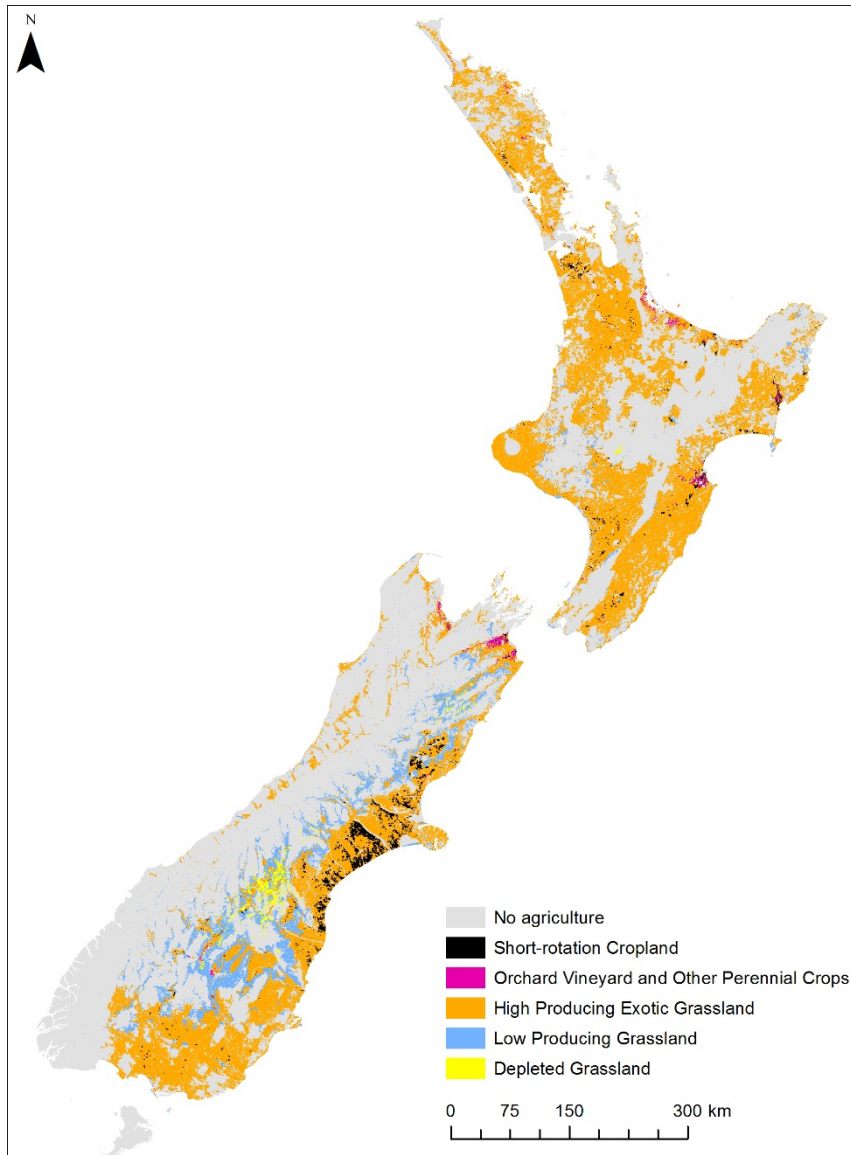 N
No agriculture
Short-rotation Cropland
Orchard Vineyard and Other Perennial Crops
High Producing Exotic Grassland
Low Producing Grassland
Depleted Grassland
0 75 150 300 km